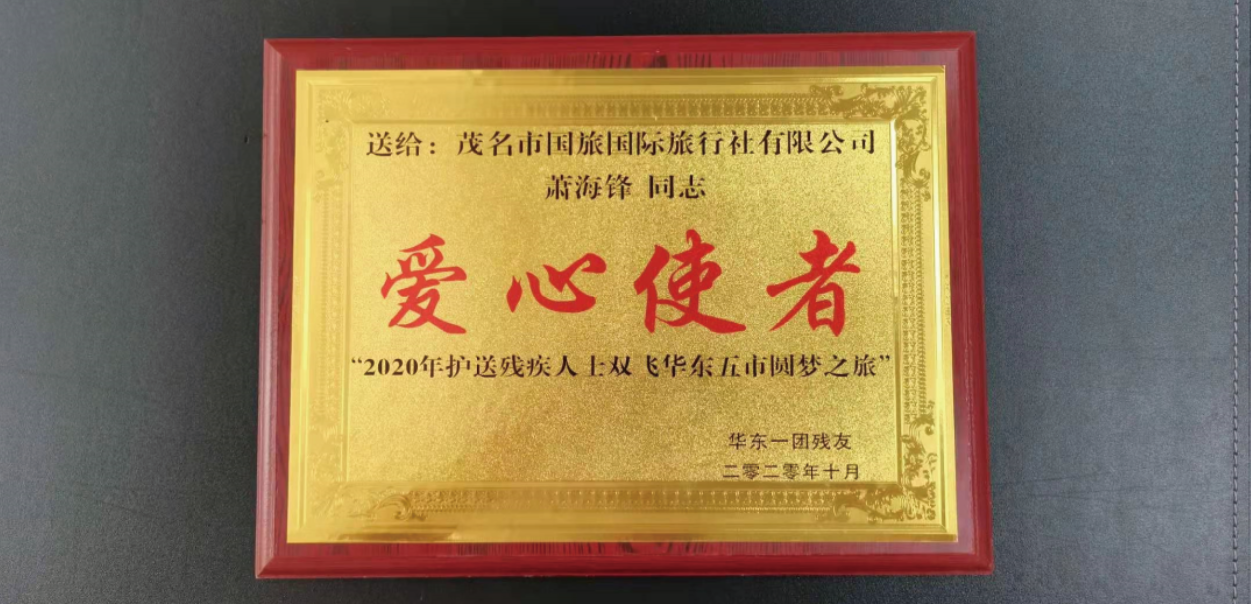 送给：茂名市国旅国际旅行社有限公司
萧海锋 同志
爱心使者
“2020年护送残疾人士双飞华东五市圆梦之旅”
华东一团残友
二零二零年十月